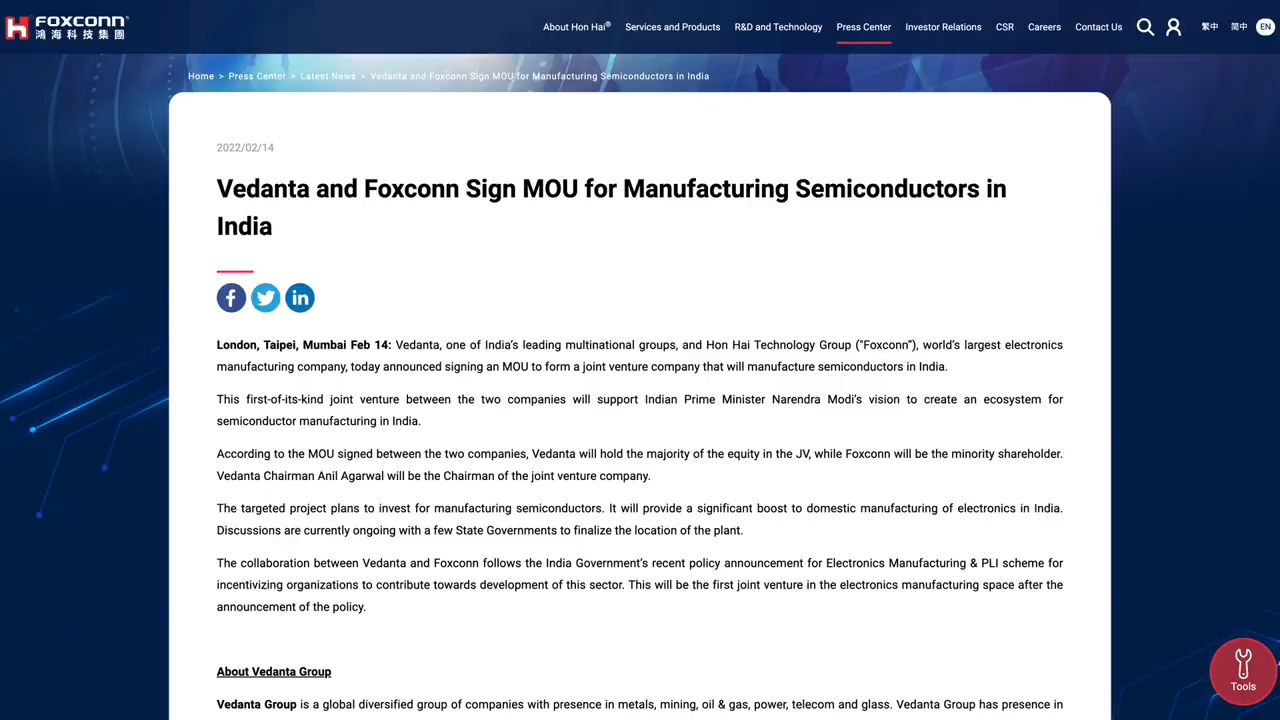 FOXCONN®
鴻海科技集團
About Hon Hai® Services and Products R&D and Technology Press Center Investor Relations CSR Careers Contact Us 繁中 简中 EN
Home > Press Center > Latest News > Vedanta and Foxconn Sign MOU for Manufacturing Semiconductors in India
2022/02/14
Vedanta and Foxconn Sign MOU for Manufacturing Semiconductors in
India
London, Taipei, Mumbai Feb 14: Vedanta, one of India’s leading multinational groups, and Hon Hai Technology Group ("Foxconn”), world’s largest electronics
manufacturing company, today announced signing an MOU to form a joint venture company that will manufacture semiconductors in India.
This first-of-its-kind joint venture between the two companies will support Indian Prime Minister Narendra Modi’s vision to create an ecosystem for
semiconductor manufacturing in India.
According to the MOU signed between the two companies, Vedanta will hold the majority of the equity in the JV, while Foxconn will be the minority shareholder.
Vedanta Chairman Anil Agarwal will be the Chairman of the joint venture company.
The targeted project plans to invest for manufacturing semiconductors. It will provide a significant boost to domestic manufacturing of electronics in India.
Discussions are currently ongoing with a few State Governments to finalize the location of the plant.
The collaboration between Vedanta and Foxconn follows the India Government’s recent policy announcement for Electronics Manufacturing & PLI scheme for
incentivizing organizations to contribute towards development of this sector. This will be the first joint venture in the electronics manufacturing space after the
announcement of the policy.
About Vedanta Group
Vedanta Group is a global diversified group of companies with presence in metals, mining, oil & gas, power, telecom and glass. Vedanta Group has presence in
Tools